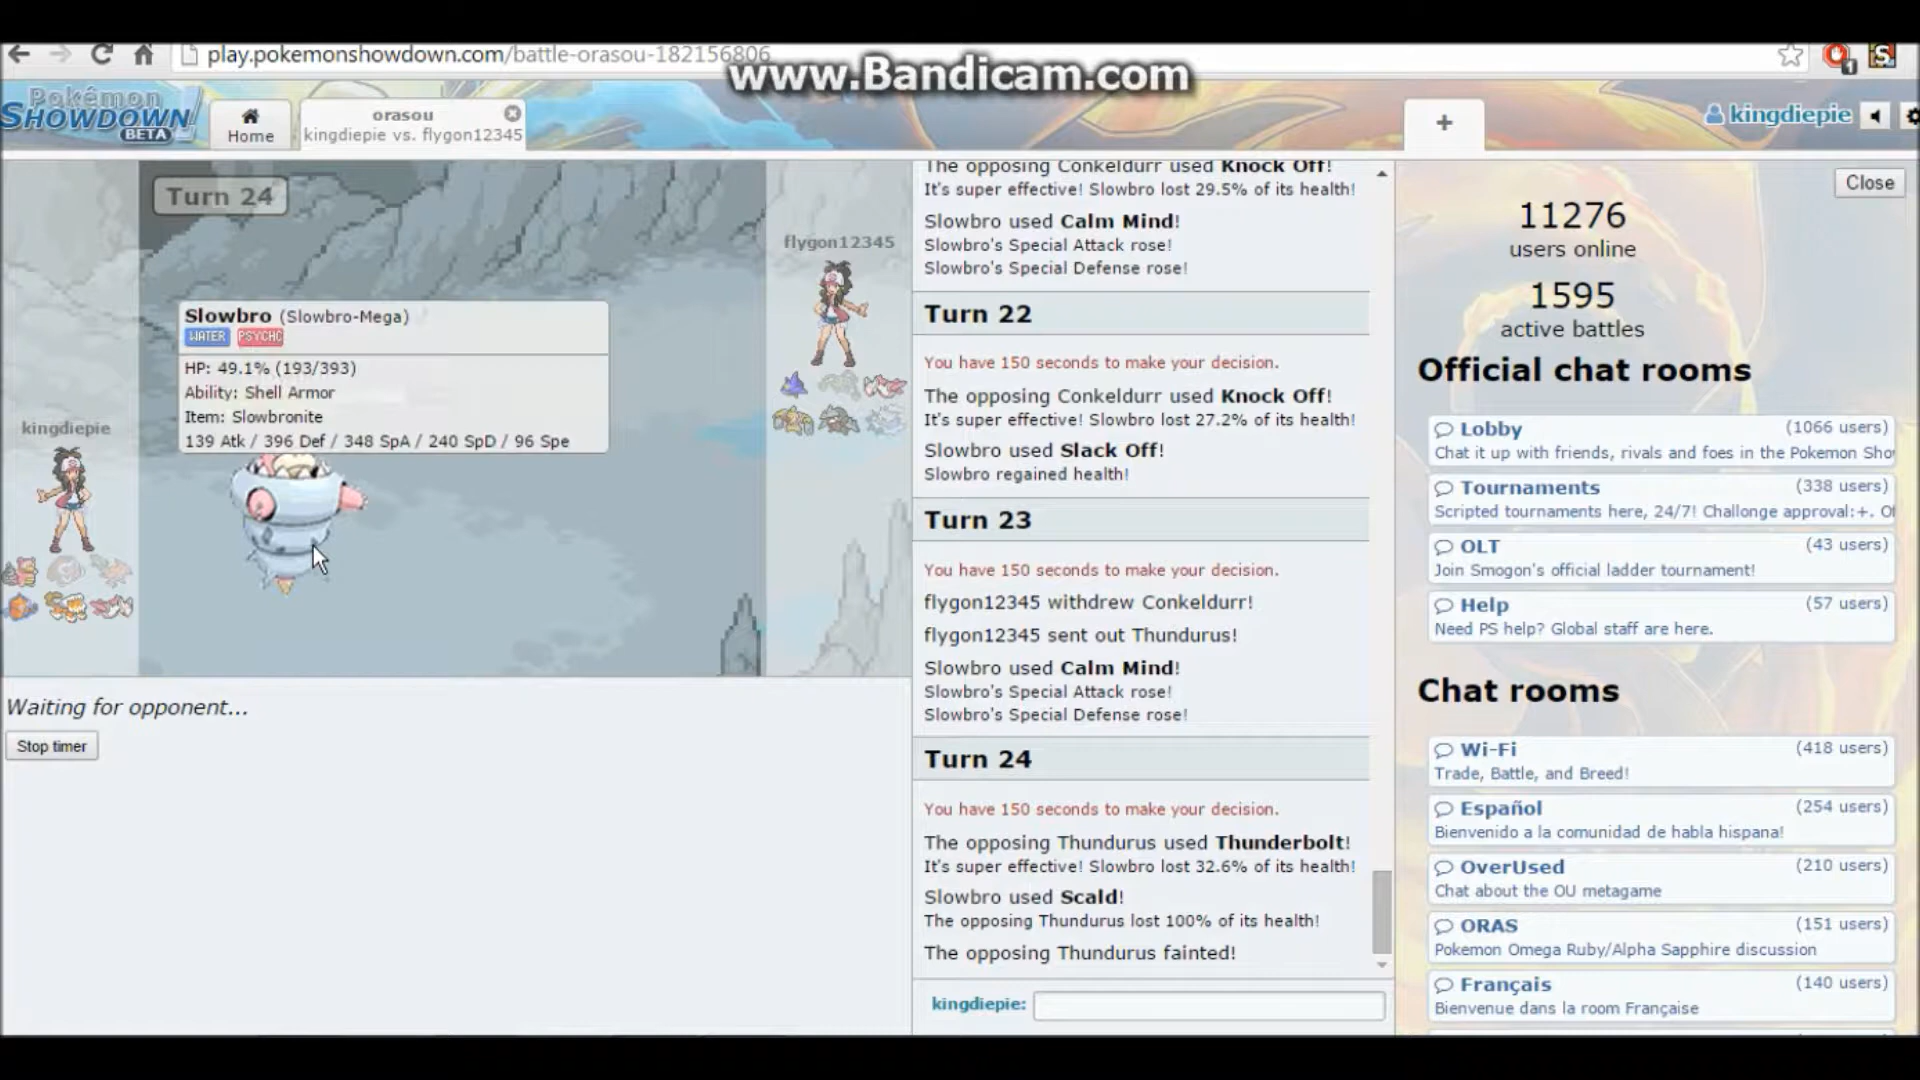 play.pokemonshowdown.com/battle-orasou-182156806
www.Bandicam.com
1
Pokémon
SHOWDOWN
BETA
Home
orasou
kingdiepie vs. flygon12345
+
kingdiepie
Turn 24
flygon12345
Slowbro (Slowbro-Mega)
WATER PSYCHC
HP: 49.1% (193/393)
Ability: Shell Armor
Item: Slowbronite
139 Atk / 396 Def / 348 SpA / 240 SpD / 96 Spe
kingdiepie
Waiting for opponent...
Stop timer
The opposing Conkeldurr used Knock Off!
It's super effective! Slowbro lost 29.5% of its health!
Slowbro used Calm Mind!
Slowbro's Special Attack rose!
Slowbro's Special Defense rose!
Turn 22
You have 150 seconds to make your decision.
The opposing Conkeldurr used Knock Off!
It's super effective! Slowbro lost 27.2% of its health!
Slowbro used Slack Off!
Slowbro regained health!
Turn 23
You have 150 seconds to make your decision.
flygon12345 withdrew Conkeldurr!
flygon12345 sent out Thundurus!
Slowbro used Calm Mind!
Slowbro's Special Attack rose!
Slowbro's Special Defense rose!
Turn 24
You have 150 seconds to make your decision.
The opposing Thundurus used Thunderbolt!
It's super effective! Slowbro lost 32.6% of its health!
Slowbro used Scald!
The opposing Thundurus lost 100% of its health!
The opposing Thundurus fainted!
kingdiepie:
Close
11276
users online
1595
active battles
Official chat rooms
Lobby (1066 users)
Chat it up with friends, rivals and foes in the Pokemon Sho
Tournaments (338 users)
Scripted tournaments here, 24/7! Challonge approval:+. O
OLT (43 users)
Join Smogon's official ladder tournament!
Help (57 users)
Need PS help? Global staff are here.
Chat rooms
Wi-Fi (418 users)
Trade, Battle, and Breed!
Español (254 users)
Bienvenido a la comunidad de habla hispana!
OverUsed (210 users)
Chat about the OU metagame
ORAS (151 users)
Pokemon Omega Ruby/Alpha Sapphire discussion
Français (140 users)
Bienvenue dans la room Française